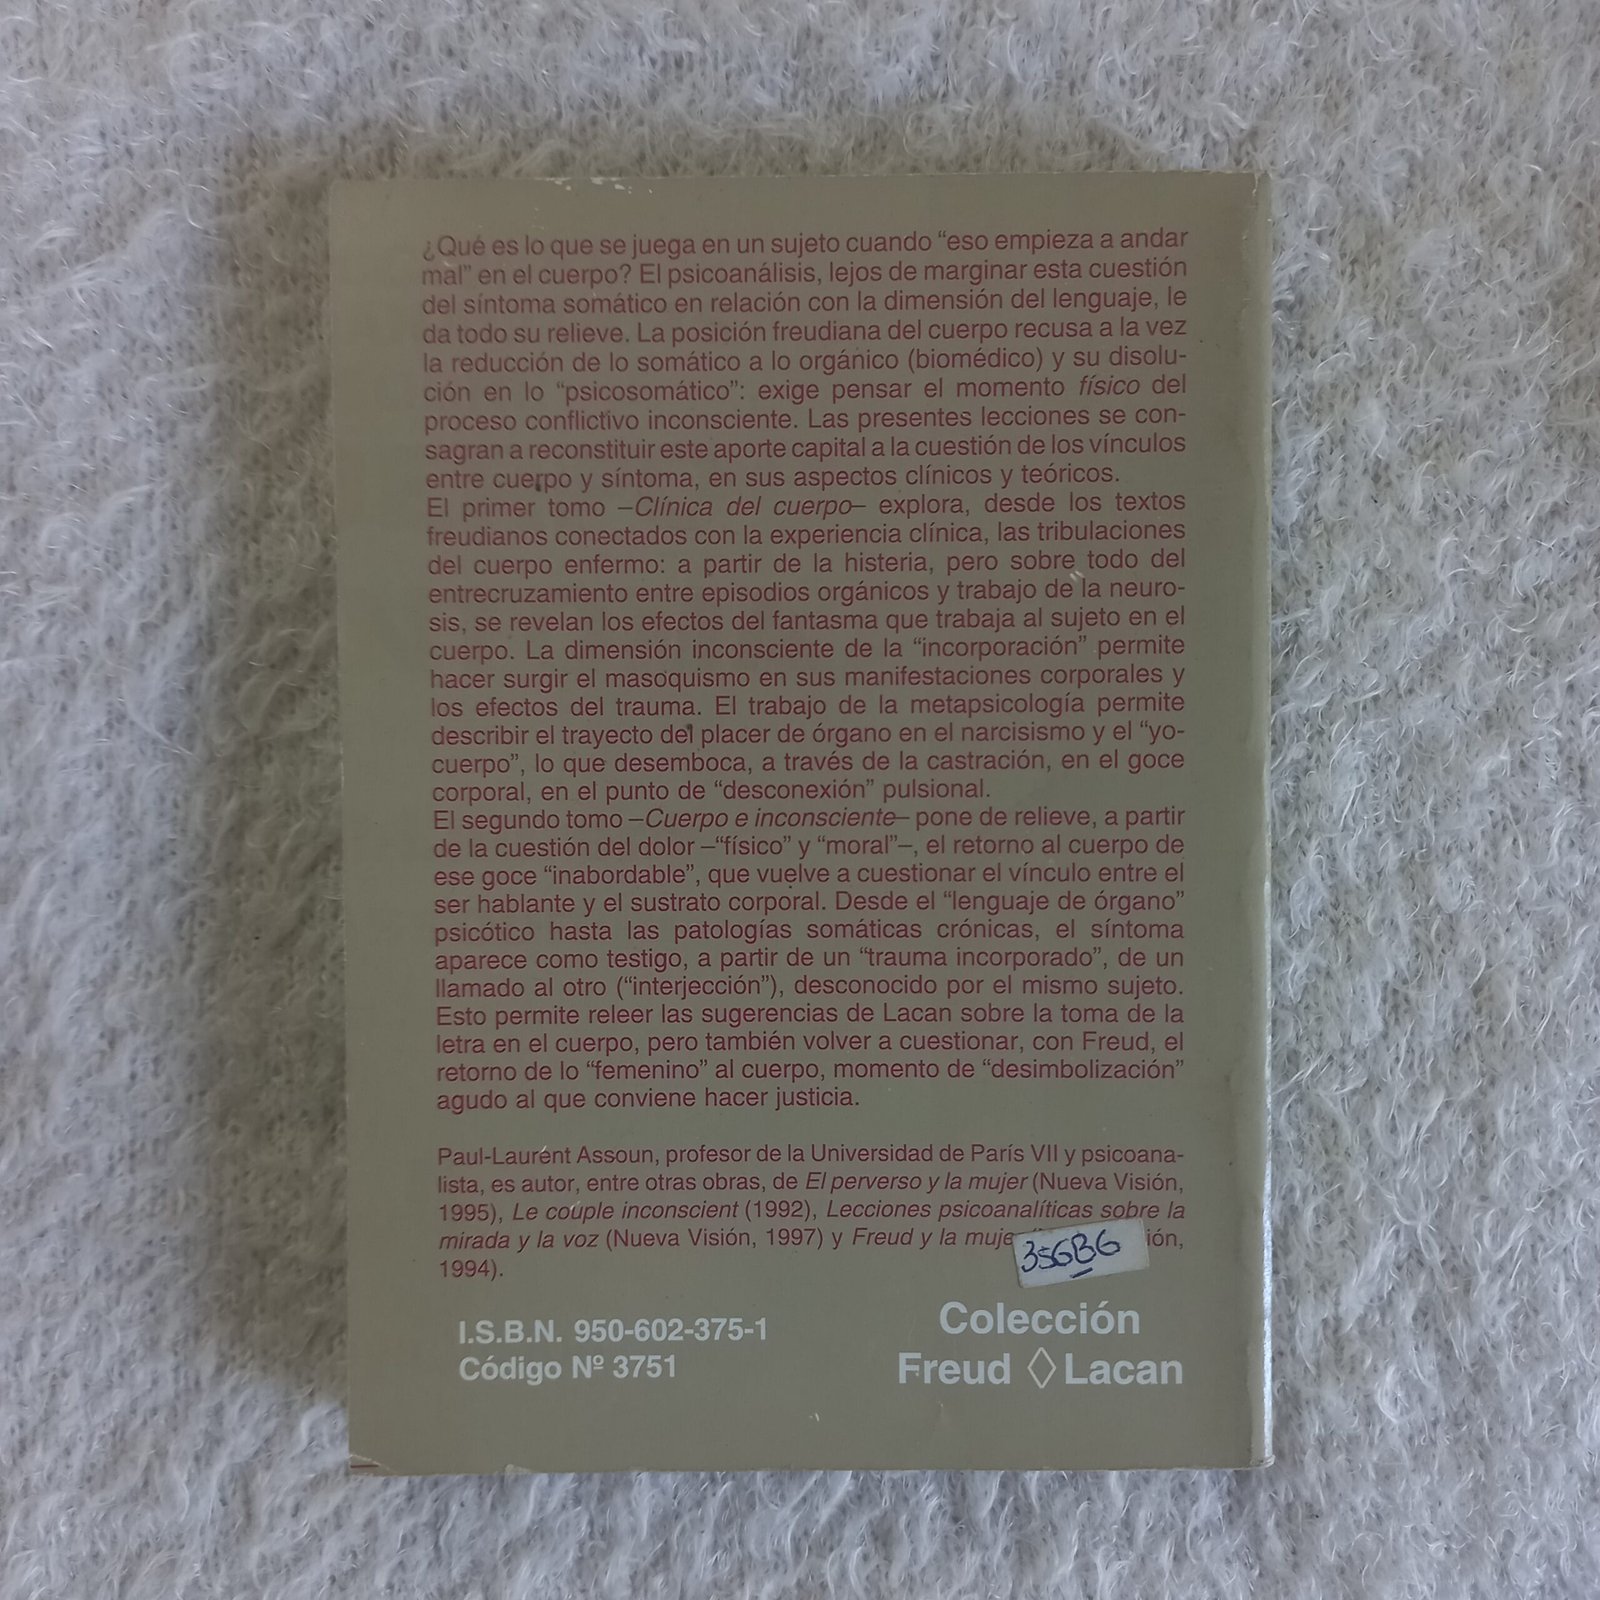 ¿Qué es lo que se juega en un sujeto cuando “eso empieza a andar
mal” en el cuerpo? El psicoanálisis, lejos de marginar esta cuestión
del síntoma somático en relación con la dimensión del lenguaje, le
da todo su relieve. La posición freudiana del cuerpo recusa a la vez
la reducción de lo somático a lo orgánico (biomédico) y su disolu-
ción en lo “psicosomático”: exige pensar el momento físico del
proceso conflictivo inconsciente. Las presentes lecciones se con-
sagran a reconstituir este aporte capital a la cuestión de los vínculos
entre cuerpo y síntoma, en sus aspectos clínicos y teóricos.
El primer tomo –Clínica del cuerpo– explora, desde los textos
freudianos conectados con la experiencia clínica, las tribulaciones
del cuerpo enfermo: a partir de la histeria, pero sobre todo del
entrecruzamiento entre episodios orgánicos y trabajo de la neuro-
sis, se revelan los efectos del fantasma que trabaja al sujeto en el
cuerpo. La dimensión inconsciente de la “incorporación” permite
hacer surgir el masoquismo en sus manifestaciones corporales y
los efectos del trauma. El trabajo de la metapsicología permite
describir el trayecto del placer de órgano en el narcisismo y el “yo-
cuerpo”, lo que desemboca, a través de la castración, en el goce
corporal, en el punto de “desconexión” pulsional.
El segundo tomo –Cuerpo e inconsciente– pone de relieve, a partir
de la cuestión del dolor –“físico” y “moral”–, el retorno al cuerpo de
ese goce “inabordable”, que vuelve a cuestionar el vínculo entre el
ser hablante y el sustrato corporal. Desde el “lenguaje de órgano”
psicótico hasta las patologías somáticas crónicas, el síntoma
aparece como testigo, a partir de un “trauma incorporado”, de un
llamado al otro (“interjección”), desconocido por el mismo sujeto.
Esto permite releer las sugerencias de Lacan sobre la toma de la
letra en el cuerpo, pero también volver a cuestionar, con Freud, el
retorno de lo “femenino” al cuerpo, momento de “desimbolización”
agudo al que conviene hacer justicia.
Paul-Laurent Assoun, profesor de la Universidad de París VII y psicoana-
lista, es autor, entre otras obras, de El perverso y la mujer (Nueva Visión,
1995), Le couple inconscient (1992), Lecciones psicoanalíticas sobre la
mirada y la voz (Nueva Visión, 1997) y Freud y la muje ión,
1994).
I.S.B.N. 950-602-375-1
Código Nº 3751
Colección
Freud ◊ Lacan